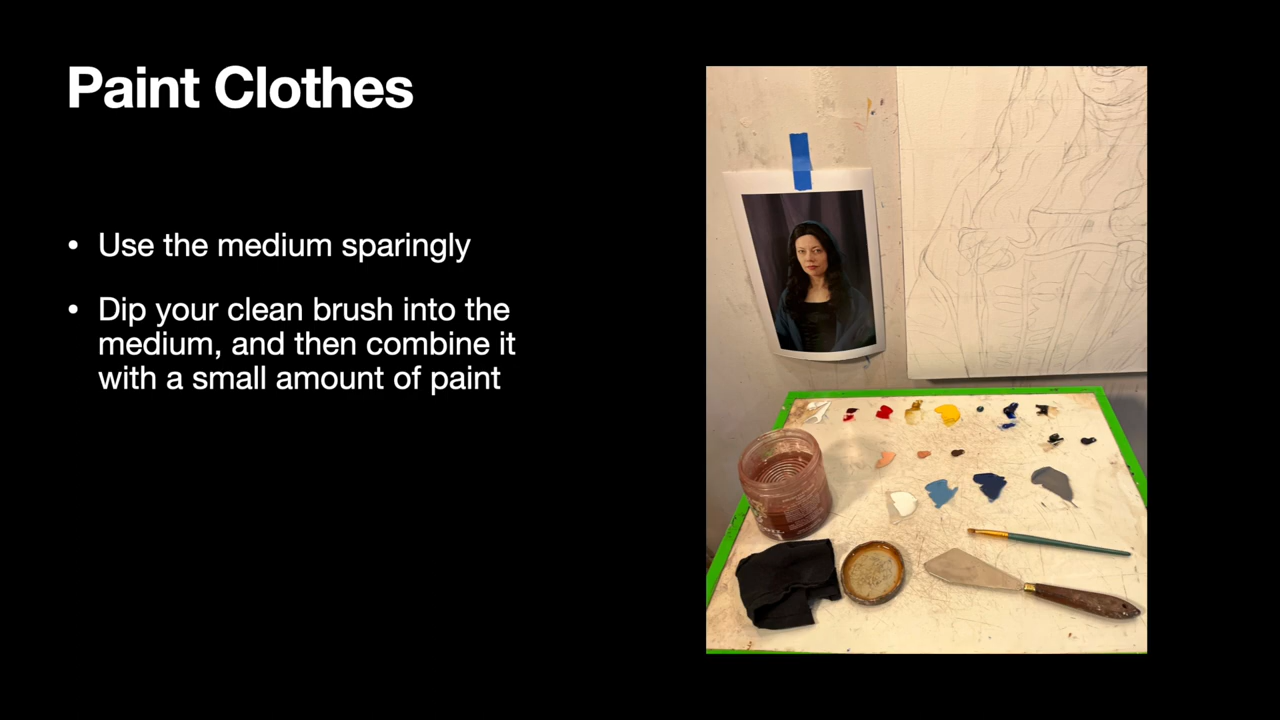 Paint Clothes
• Use the medium sparingly
• Dip your clean brush into the
medium, and then combine it
with a small amount of paint